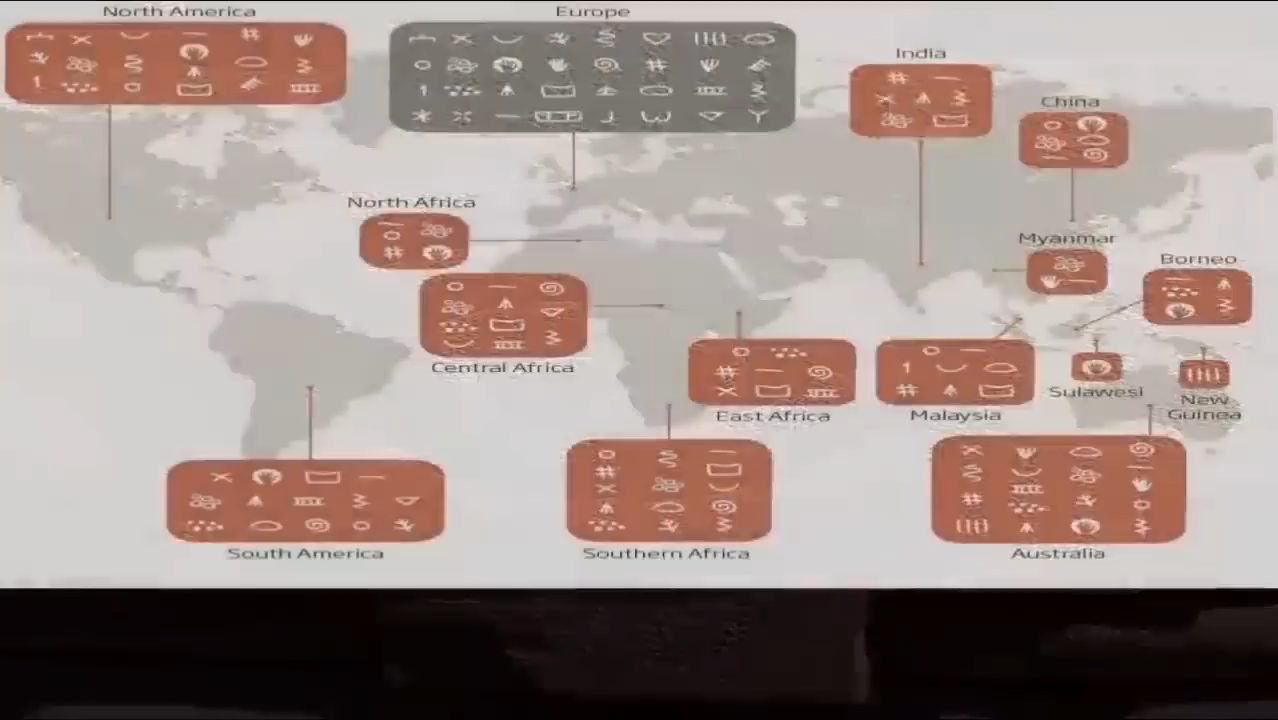 North America
Europe
India
China
North Africa
Myanmar
Borneo
Central Africa
East Africa
Malaysia
Sulawesi
New
Guinea
South America
Southern Africa
Australia